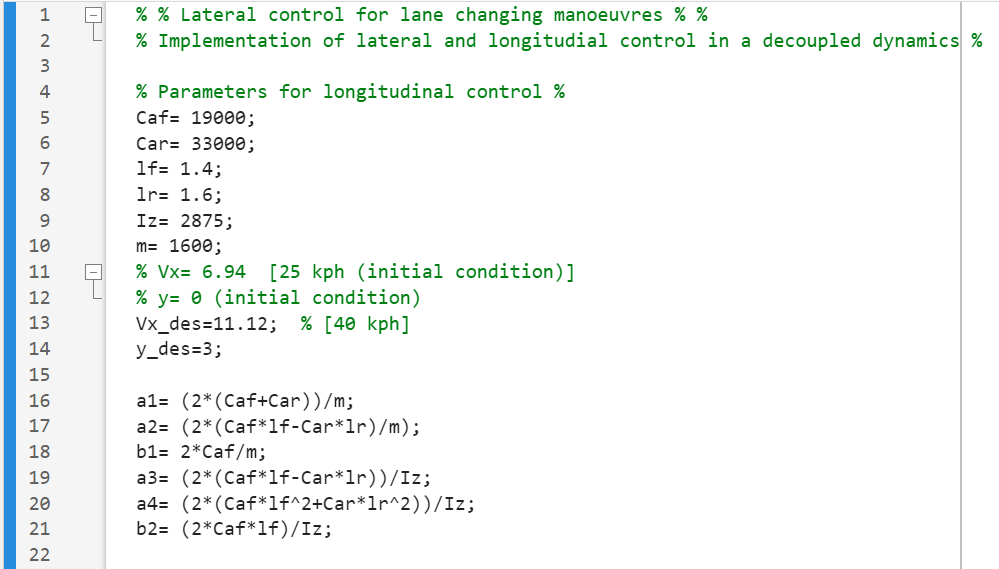 1 % % Lateral control for lane changing manoeuvres % %
2 % Implementation of lateral and longitudial control in a decoupled dynamics %
3
4 % Parameters for longitudinal control %
5 Caf= 19000;
6 Car= 33000;
7 lf= 1.4;
8 lr= 1.6;
9 Iz= 2875;
10 m= 1600;
11 % Vx= 6.94  [25 kph (initial condition)]
12 % y= 0 (initial condition)
13 Vx_des=11.12;  % [40 kph]
14 y_des=3;
15
16 a1= (2*(Caf+Car))/m;
17 a2= (2*(Caf*lf-Car*lr)/m);
18 b1= 2*Caf/m;
19 a3= (2*(Caf*lf-Car*lr))/Iz;
20 a4= (2*(Caf*lf^2+Car*lr^2))/Iz;
21 b2= (2*Caf*lf)/Iz;
22